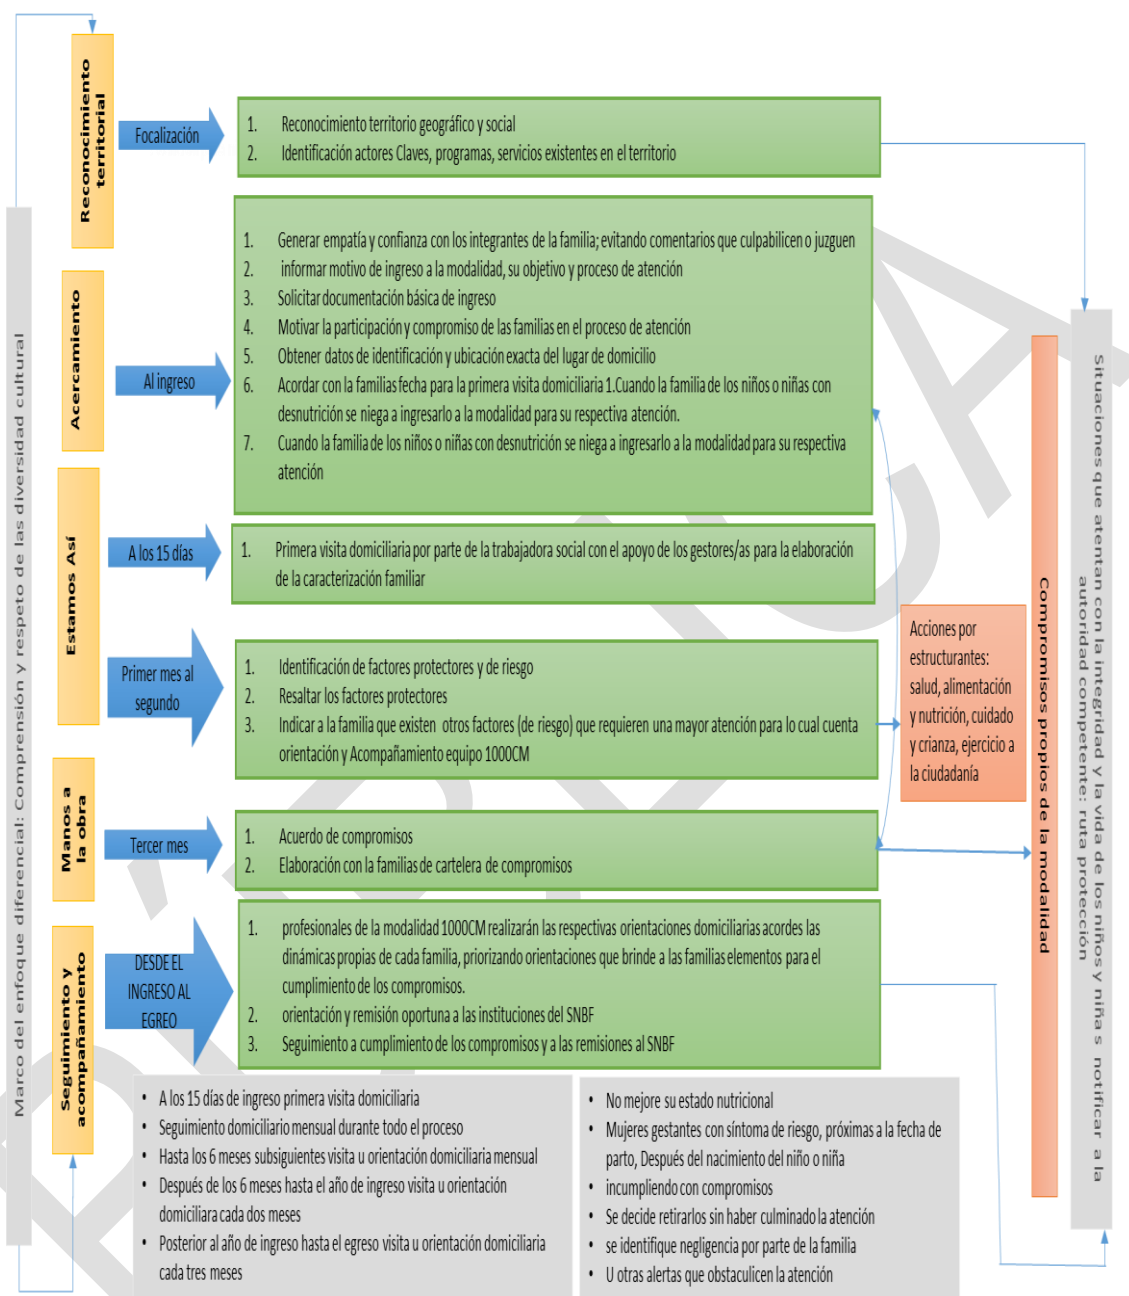 Marco del enfoque diferencial: Comprensión y respeto de las diversidad cultural
Reconocimiento
territorial
Focalización
1. Reconocimiento territorio geográfico y social
2. Identificación actores Claves, programas, servicios existentes en el territorio
Acercamiento
Al ingreso
1. Generar empatía y confianza con los integrantes de la familia; evitando comentarios que culpabilicen o juzguen
2. informar motivo de ingreso a la modalidad, su objetivo y proceso de atención
3. Solicitar documentación básica de ingreso
4. Motivar la participación y compromiso de las familias en el proceso de atención
5. Obtener datos de identificación y ubicación exacta del lugar de domicilio
6. Acordar con la familias fecha para la primera visita domiciliaria 1.Cuando la familia de los niños o niñas con
desnutrición se niega a ingresarlo a la modalidad para su respectiva atención.
7. Cuando la familia de los niños o niñas con desnutrición se niega a ingresarlo a la modalidad para su respectiva
atención
Estamos Así
A los 15 días
1. Primera visita domiciliaria por parte de la trabajadora social con el apoyo de los gestores/as para la elaboración
de la caracterización familiar
Primer mes al
segundo
1. Identificación de factores protectores y de riesgo
2. Resaltar los factores protectores
3. Indicar a la familia que existen otros factores (de riesgo) que requieren una mayor atención para lo cual cuenta
orientación y Acompañamiento equipo 1000CM
Acciones por
estructurantes:
salud, alimentación
y nutrición, cuidado
y crianza, ejercicio a
la ciudadanía
Manos a
la obra
Tercer mes
1. Acuerdo de compromisos
2. Elaboración con la familias de cartelera de compromisos
Seguimiento y
acompañamiento
DESDE EL
INGRESO AL
EGREO
1. profesionales de la modalidad 1000CM realizarán las respectivas orientaciones domiciliarias acordes las
dinámicas propias de cada familia, priorizando orientaciones que brinde a las familias elementos para el
cumplimiento de los compromisos.
2. orientación y remisión oportuna a las instituciones del SNBF
3. Seguimiento a cumplimiento de los compromisos y a las remisiones al SNBF
• A los 15 días de ingreso primera visita domiciliaria
• Seguimiento domiciliario mensual durante todo el proceso
• Hasta los 6 meses subsiguientes visita u orientación domiciliaria mensual
• Después de los 6 meses hasta el año de ingreso visita u orientación
domiciliara cada dos meses
• Posterior al año de ingreso hasta el egreso visita u orientación domiciliaria
cada tres meses
• No mejore su estado nutricional
• Mujeres gestantes con síntoma de riesgo, próximas a la fecha de
parto, Después del nacimiento del niño o niña
• incumpliendo con compromisos
• Se decide retirarlos sin haber culminado la atención
• se identifique negligencia por parte de la familia
• U otras alertas que obstaculicen la atención
Compromisos propios de la modalidad
Situaciones que atentan con la integridad y la vida de los niños y niña s notificar a la
autoridad competente: ruta protección